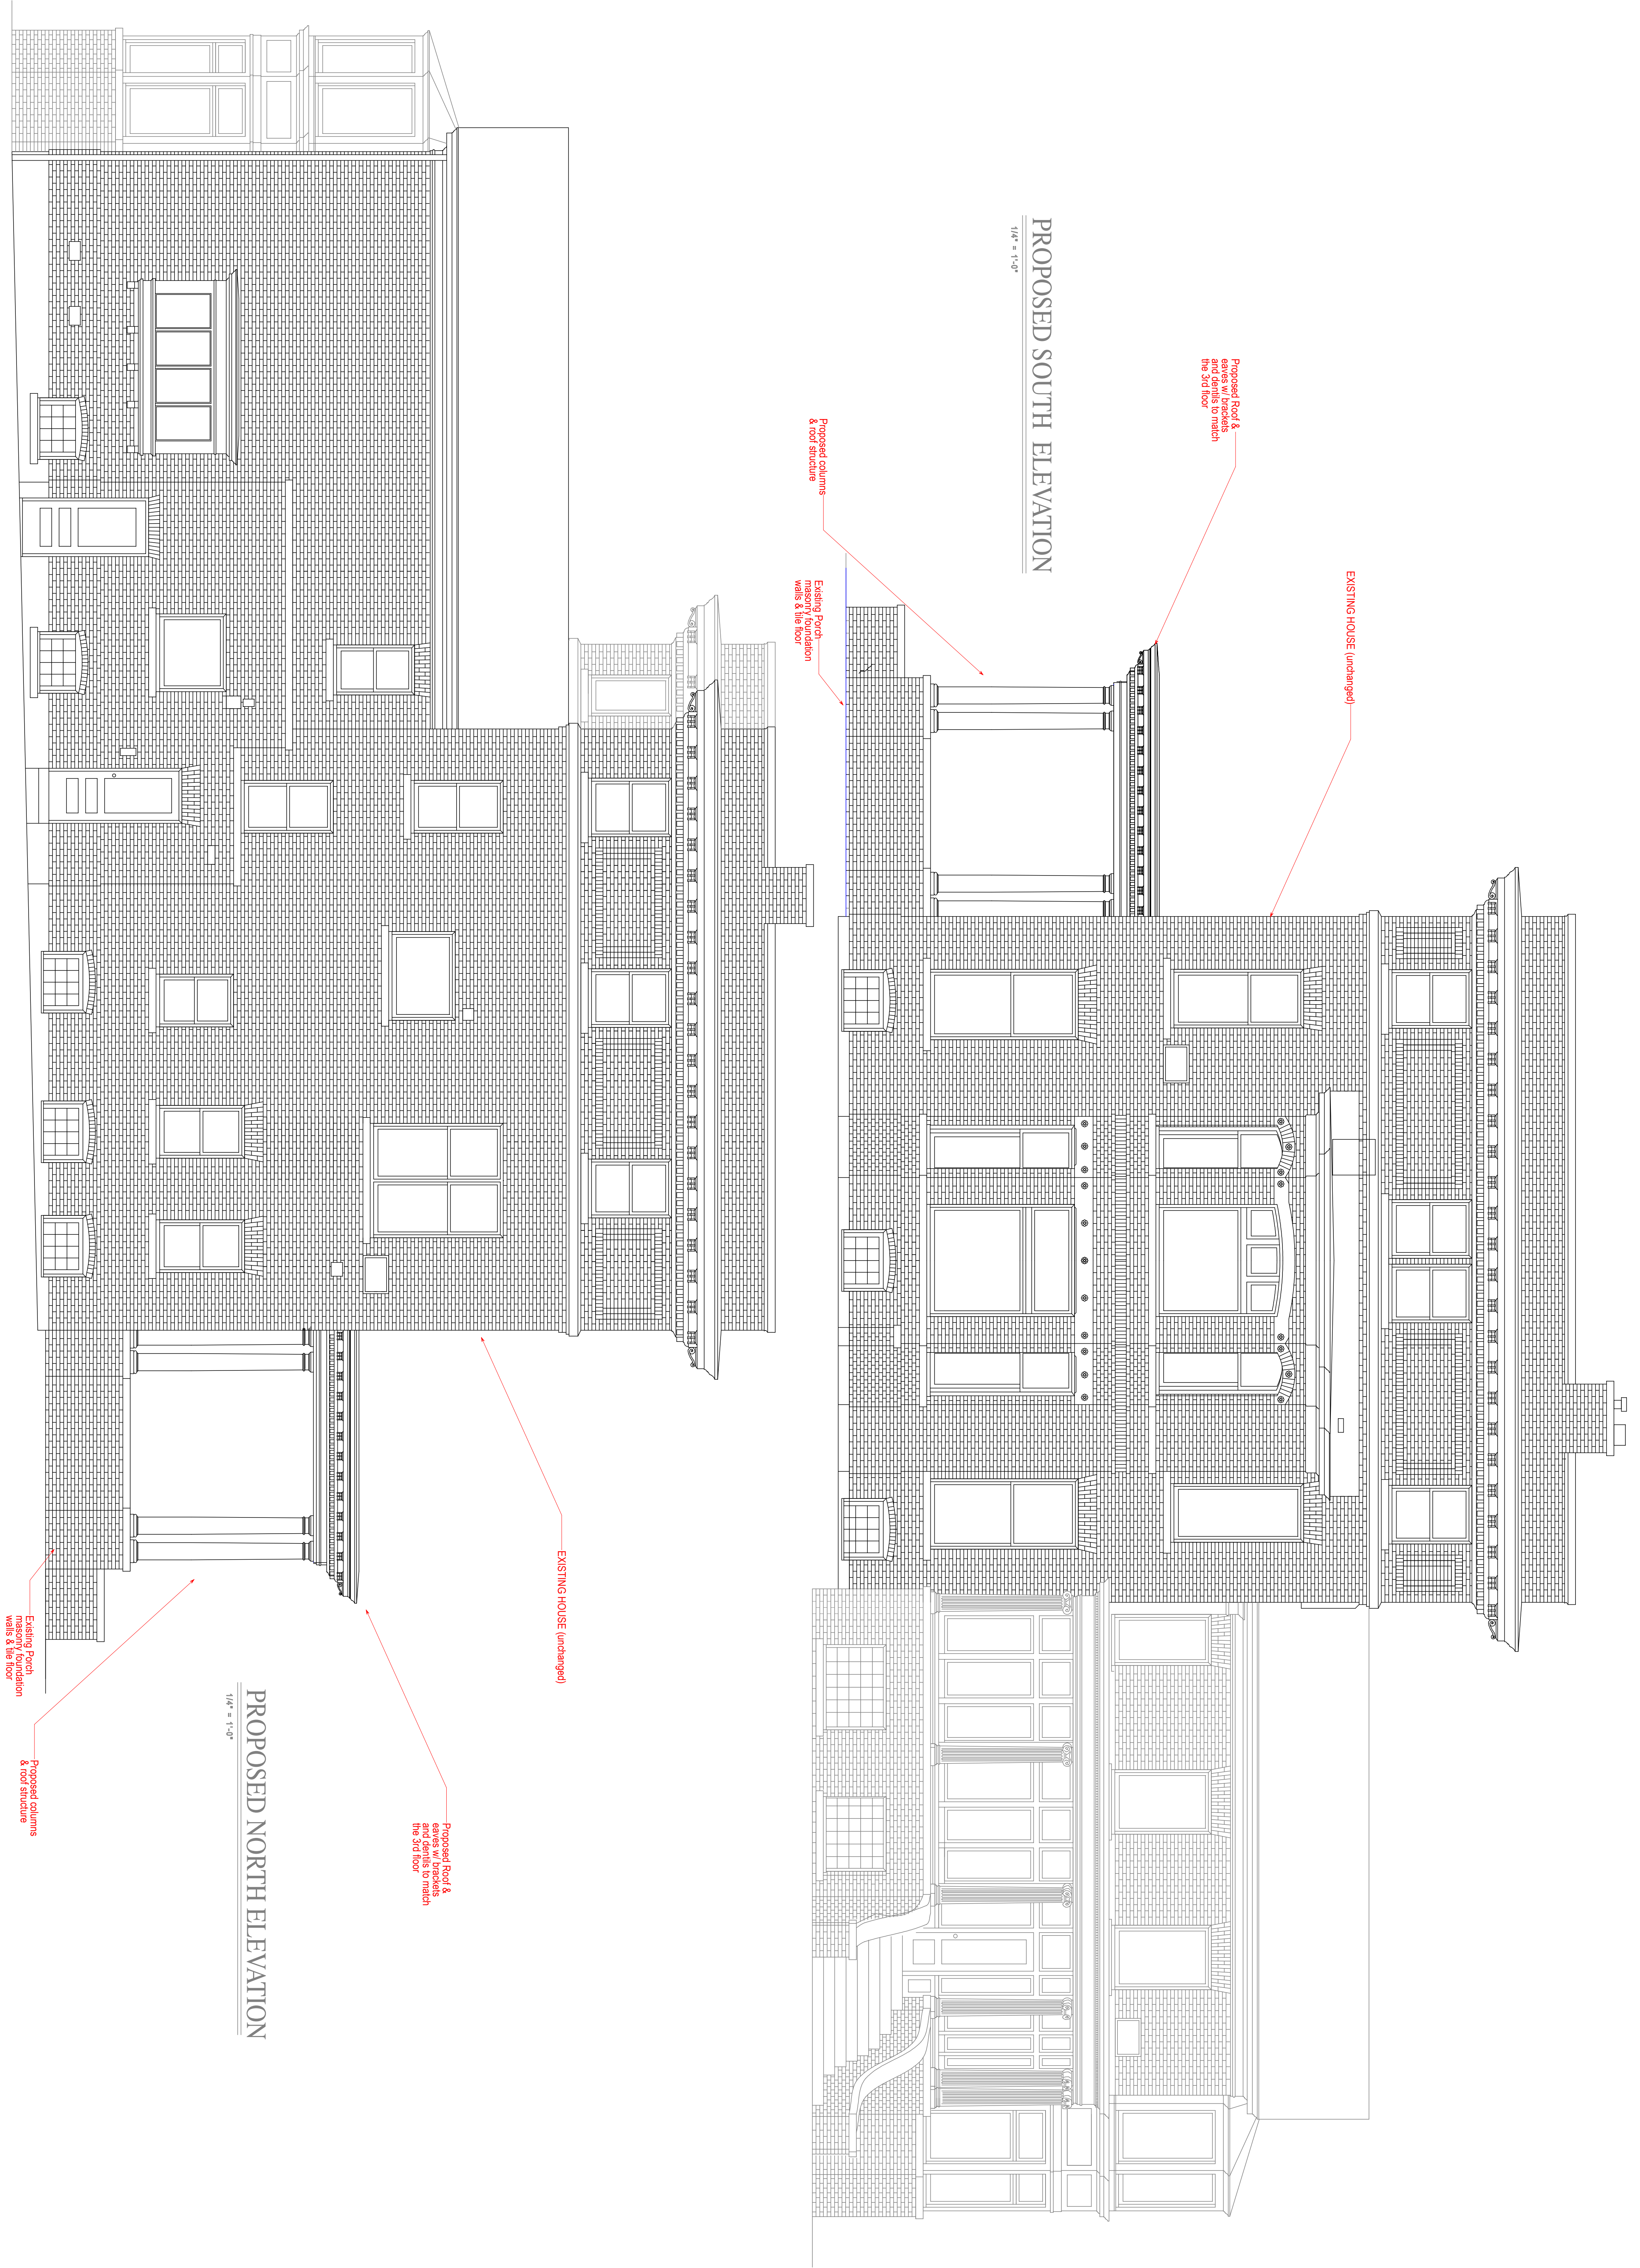 PROPOSED SOUTH ELEVATION
1/4" = 1'-0"
Proposed Roof &
eaves w/ brackets
and dentils to match
the 3rd floor
Proposed columns
& roof structure
Existing Porch
masonry foundation
walls & tile floor
EXISTING HOUSE (unchanged)
EXISTING HOUSE (unchanged)
Proposed Roof &
eaves w/ brackets
and dentils to match
the 3rd floor
Existing Porch
masonry foundation
walls & tile floor
Proposed columns
& roof structure
PROPOSED NORTH ELEVATION
1/4" = 1'-0"